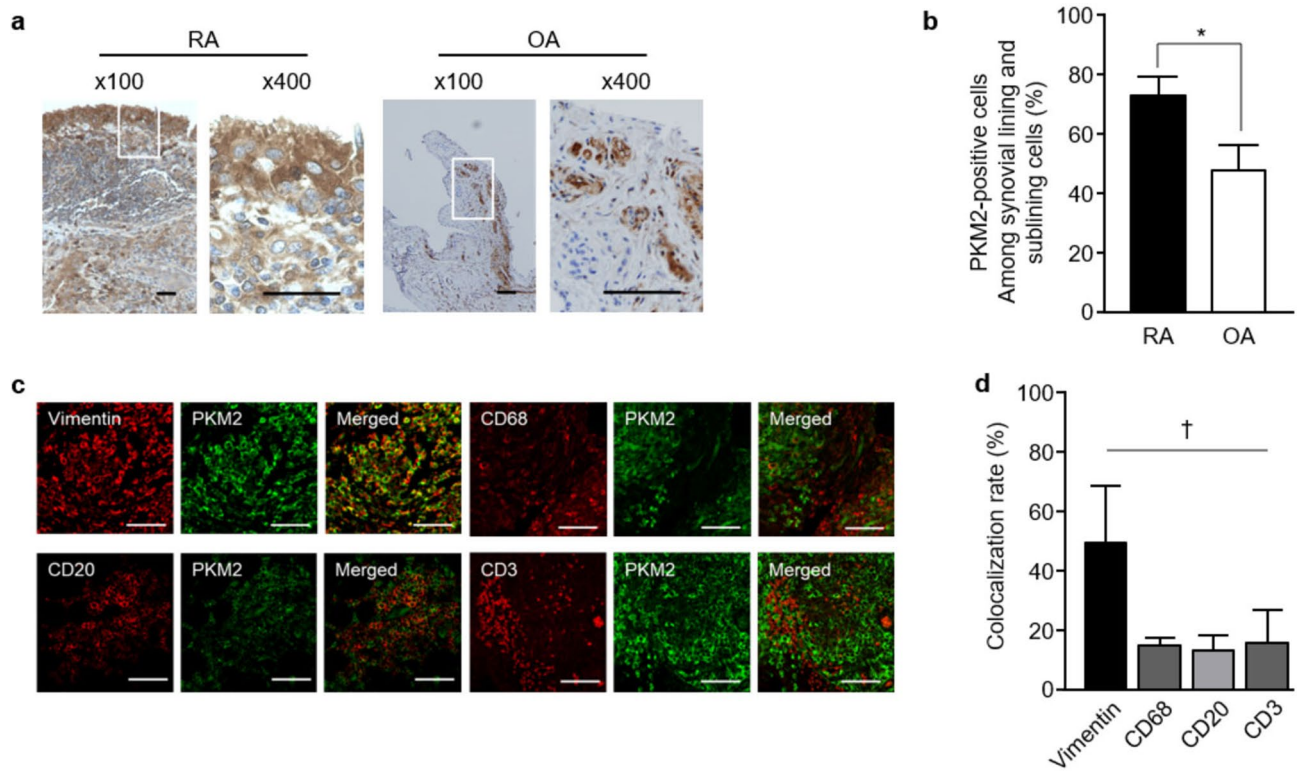 a
RA
OA
x100
x400
x100
x400
b
PKM2-positive cells
Among synovial lining and
sublining cells (%)
100
80
60
40
20
0
*
RA
OA
c
Vimentin
PKM2
Merged
CD68
PKM2
Merged
CD20
PKM2
Merged
CD3
PKM2
Merged
d
Colocalization rate (%)
100
80
60
40
20
0
†
Vimentin
CD68
CD20
CD3